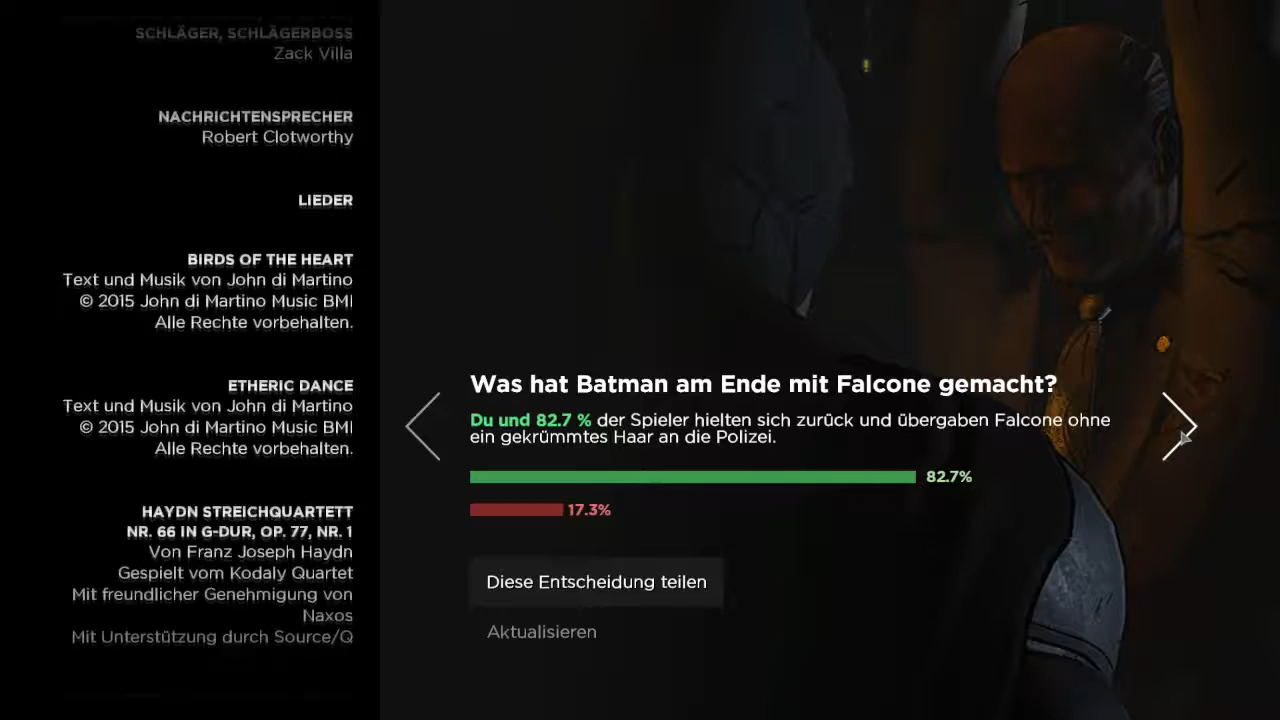 SCHLÄGER, SCHLÄGERBOSS
Zack Villa
NACHRICHTENSPRECHER
Robert Clotworthy
LIEDER
BIRDS OF THE HEART
Text und Musik von John di Martino
© 2015 John di Martino Music BMI
Alle Rechte vorbehalten.
ETHERIC DANCE
Text und Musik von John di Martino
© 2015 John di Martino Music BMI
Alle Rechte vorbehalten.
HAYDN STREICHQUARTETT
NR. 66 IN G-DUR, OP. 77, NR. 1
Von Franz Joseph Haydn
Gespielt vom Kodaly Quartet
Mit freundlicher Genehmigung von
Naxos
Mit Unterstützung durch Source/Q
Was hat Batman am Ende mit Falcone gemacht?
Du und 82.7 % der Spieler hielten sich zurück und übergaben Falcone ohne
ein gekrümmtes Haar an die Polizei.
82.7%
17.3%
Diese Entscheidung teilen
Aktualisieren